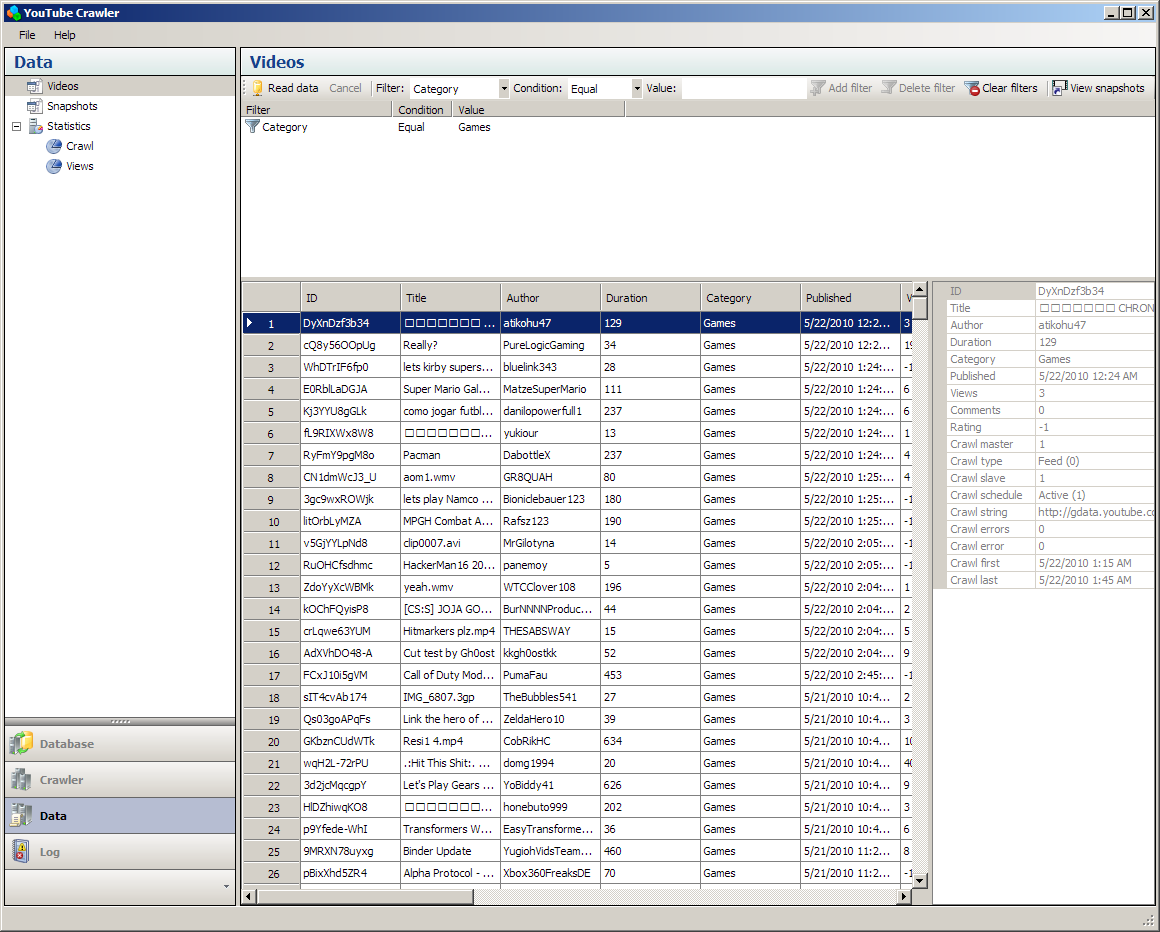 YouTube Crawler
File Help
Data
Videos
Snapshots
Statistics
Crawl
Views
Database
Crawler
Data
Log
Videos
Read data Cancel Filter: Category Condition: Equal Value: Add filter Delete filter Clear filters View snapshots
Filter Condition Value
Category Equal Games
ID Title Author Duration Category Published
1 DyXnDzf3b34 □□□□□□□ ... atikohu47 129 Games 5/22/2010 12:2... 3
2 cQ8y56OOpUg Really? PureLogicGaming 34 Games 5/22/2010 12:2... 19
3 WhDTrIF6fp0 lets kirby supers... bluelink343 28 Games 5/22/2010 1:24:... -1
4 E0RblLaDGJA Super Mario Gal... MatzeSuperMario 111 Games 5/22/2010 1:24:... 6
5 Kj3YYU8gGLk como jogar futbl... danilopowerfull1 237 Games 5/22/2010 1:24:... 6
6 fL9RIXWx8W8 □□□□□□□... yukiour 13 Games 5/22/2010 1:24:... 1
7 RyFmY9pgM8o Pacman DabottleX 237 Games 5/22/2010 1:24:... 4
8 CN1dmWcJ3_U aom1.wmv GR8QUAH 80 Games 5/22/2010 1:25:... 4
9 3gc9wxROWjk lets play Namco ... Bioniclebauer123 180 Games 5/22/2010 1:25:... -1
10 litOrbLyMZA MPGH Combat A... Rafsz123 190 Games 5/22/2010 1:25:... -1
11 v5GjYYLpNd8 clip0007.avi MrGilotyna 14 Games 5/22/2010 2:05:... -1
12 RuOHCfsdhmc HackerMan16 20... panemoy 5 Games 5/22/2010 2:05:... -1
13 ZdoYyXcWBMk yeah.wmv WTCClover108 196 Games 5/22/2010 2:04:... 1
14 kOChFQyisP8 [CS:S] JOJA GO... BurNNNNProduc... 44 Games 5/22/2010 2:04:... 2
15 crLqwe63YUM Hitmarkers plz.mp4 THESABSWAY 15 Games 5/22/2010 2:04:... 5
16 AdXVhDO48-A Cut test by Gh0ost kkgh0ostkk 52 Games 5/22/2010 2:04:... 9
17 FCxJ10i5gVM Call of Duty Mod... PumaFau 453 Games 5/22/2010 2:45:... -1
18 sIT4cvAb174 IMG_6807.3gp TheBubbles541 27 Games 5/21/2010 10:4... 2
19 Qs03goAPqFs Link the hero of ... ZeldaHero10 39 Games 5/21/2010 10:4... 3
20 GKbznCUdWTk Resi1 4.mp4 CobRikHC 634 Games 5/21/2010 10:4... 10
21 wqH2L-72rPU .:Hit This Shit:. ... domg1994 20 Games 5/21/2010 10:4... 40
22 3d2jcMqcgpY Let's Play Gears ... YoBiddy41 626 Games 5/21/2010 10:4... 9
23 HlDZhiwqKO8 □□□□□□□... honebuto999 202 Games 5/21/2010 10:4... 3
24 p9Yfede-WhI Transformers W... EasyTransforme... 36 Games 5/21/2010 10:4... 6
25 9MRXN78uyxg Binder Update YugiohVidsTeam... 460 Games 5/21/2010 11:2... 8
26 pBixXhd5ZR4 Alpha Protocol - ... Xbox360FreaksDE 70 Games 5/21/2010 11:2... -1
ID DyXnDzf3b34
Title □□□□□□□ CHRON
Author atikohu47
Duration 129
Category Games
Published 5/22/2010 12:24 AM
Views 3
Comments 0
Rating -1
Crawl master 1
Crawl type Feed (0)
Crawl slave 1
Crawl schedule Active (1)
Crawl string http://gdata.youtube.co
Crawl errors 0
Crawl error 0
Crawl first 5/22/2010 1:15 AM
Crawl last 5/22/2010 1:45 AM